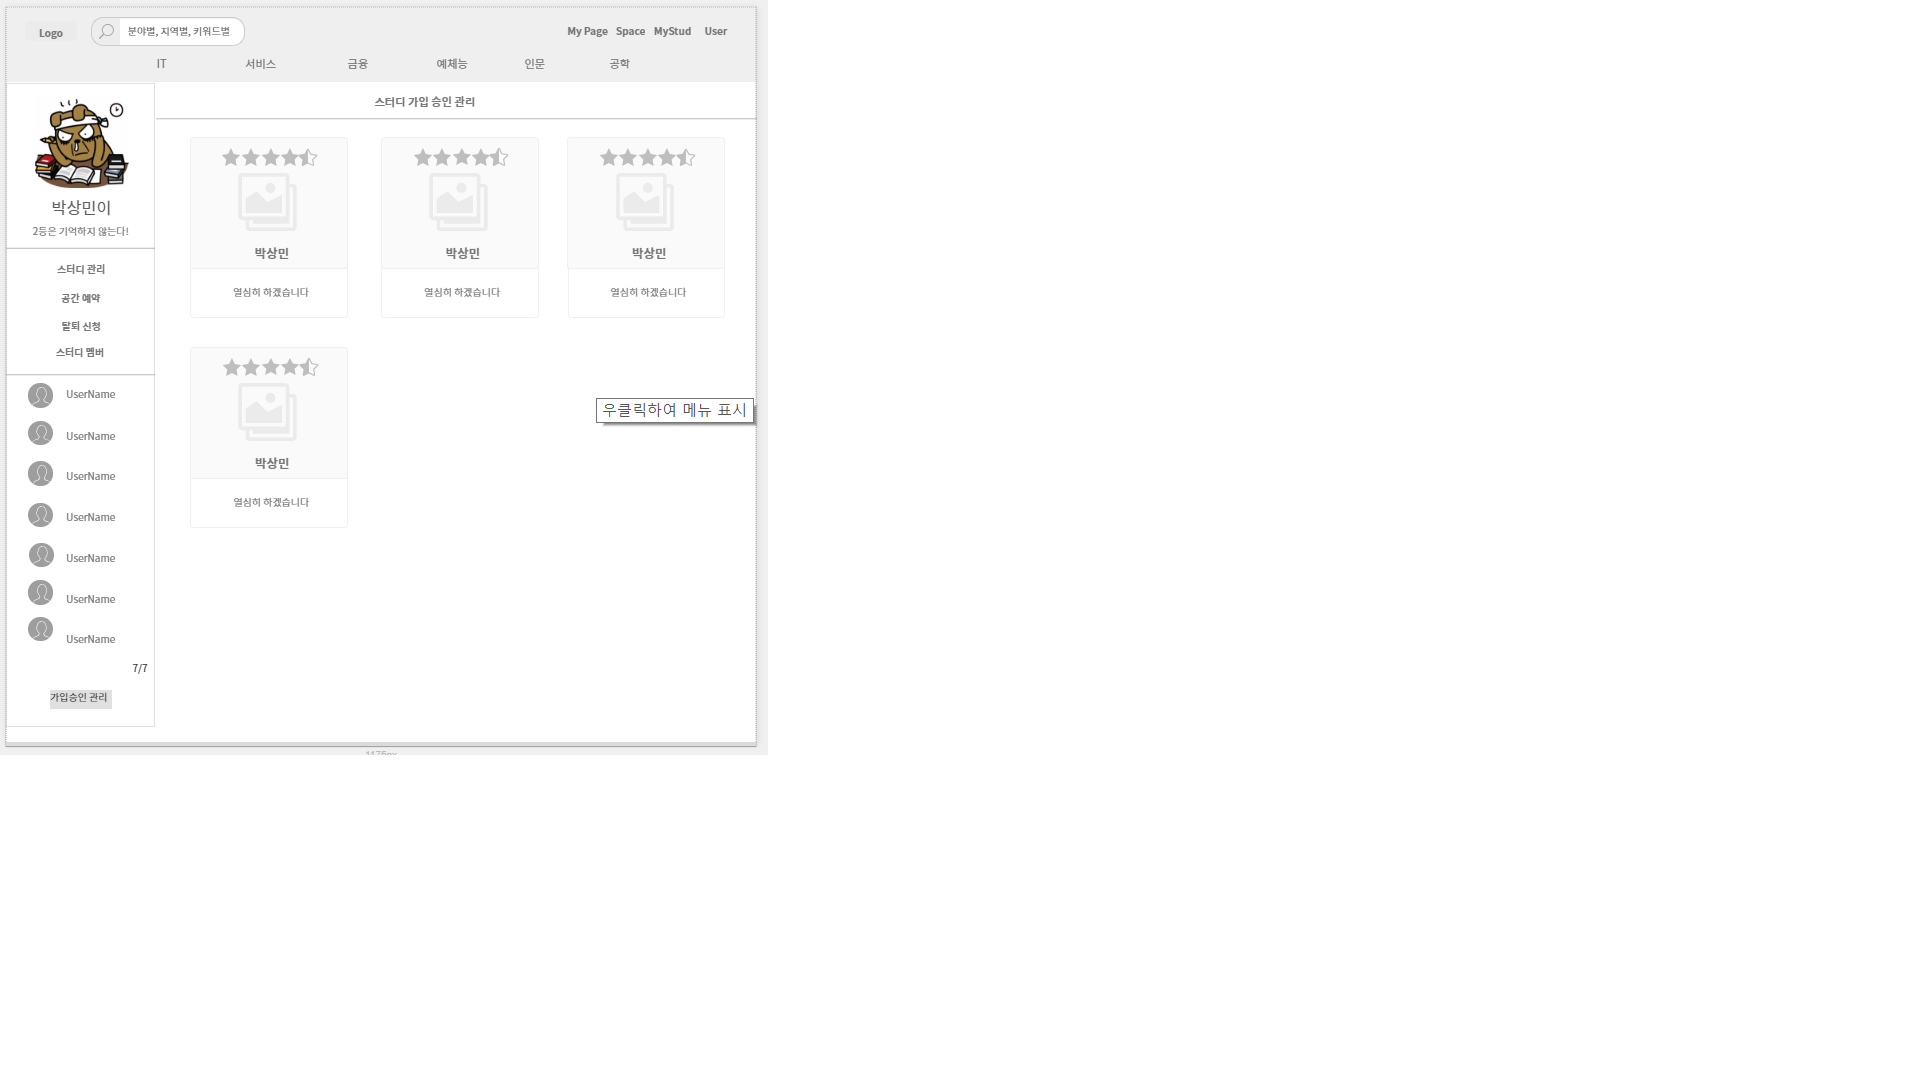 Logo
분야별, 지역별, 키워드별
My Page Space MyStud User
IT 서비스 금융 예체능 인문 공학
박상민이
2등은 기억하지 않는다!
스터디 관리
공간 예약
탈퇴 신청
스터디 멤버
UserName
UserName
UserName
UserName
UserName
UserName
UserName
7/7
가입승인 관리
스터디 가입 승인 관리
박상민
열심히 하겠습니다
박상민
열심히 하겠습니다
박상민
열심히 하겠습니다
박상민
열심히 하겠습니다
우클릭하여 메뉴 표시